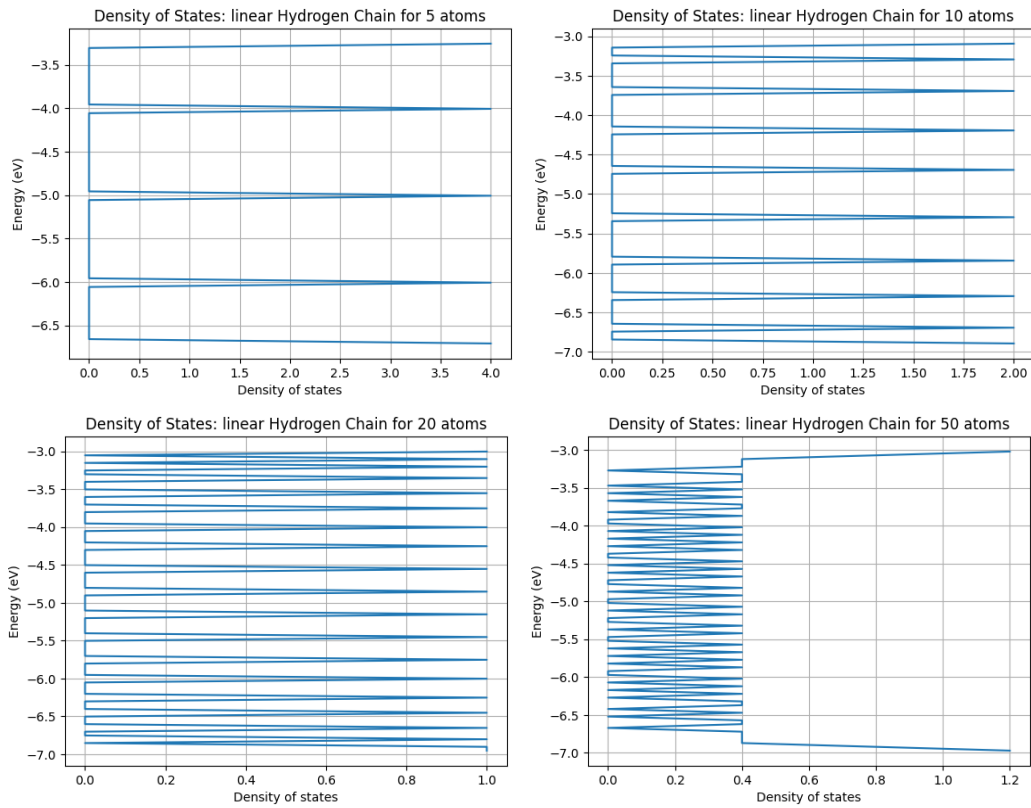 Density of States: linear Hydrogen Chain for 5 atoms
Energy (eV)
−3.5
−4.0
−4.5
−5.0
−5.5
−6.0
−6.5
0.0 0.5 1.0 1.5 2.0 2.5 3.0 3.5 4.0
Density of states
Density of States: linear Hydrogen Chain for 10 atoms
Energy (eV)
−3.0
−3.5
−4.0
−4.5
−5.0
−5.5
−6.0
−6.5
−7.0
0.00 0.25 0.50 0.75 1.00 1.25 1.50 1.75 2.00
Density of states
Density of States: linear Hydrogen Chain for 20 atoms
Energy (eV)
−3.0
−3.5
−4.0
−4.5
−5.0
−5.5
−6.0
−6.5
−7.0
0.0 0.2 0.4 0.6 0.8 1.0
Density of states
Density of States: linear Hydrogen Chain for 50 atoms
Energy (eV)
−3.0
−3.5
−4.0
−4.5
−5.0
−5.5
−6.0
−6.5
−7.0
0.0 0.2 0.4 0.6 0.8 1.0 1.2
Density of states